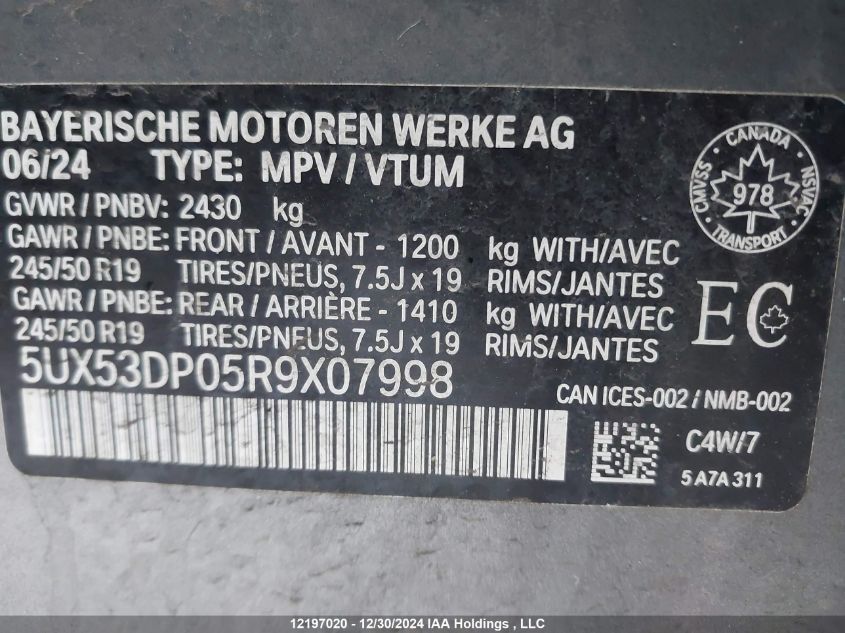 BAYERISCHE MOTOREN WERKE AG
06/24 TYPE: MPV / VTUM
GVWR / PNBV: 2430 kg
GAWR / PNBE: FRONT / AVANT - 1200 kg WITH/AVEC
245/50 R19 TIRES/PNEUS, 7.5J x 19 RIMS/JANTES
GAWR / PNBE: REAR / ARRIÈRE - 1410 kg WITH/AVEC
245/50 R19 TIRES/PNEUS, 7.5J x 19 RIMS/JANTES
5UX53DP05R9X07998
CANADA
CMVSS · NSVAC
978
TRANSPORT
EC
CAN ICES-002 / NMB-002
C4W/7
5 A7A 311
12197020 - 12/30/2024 IAA Holdings , LLC